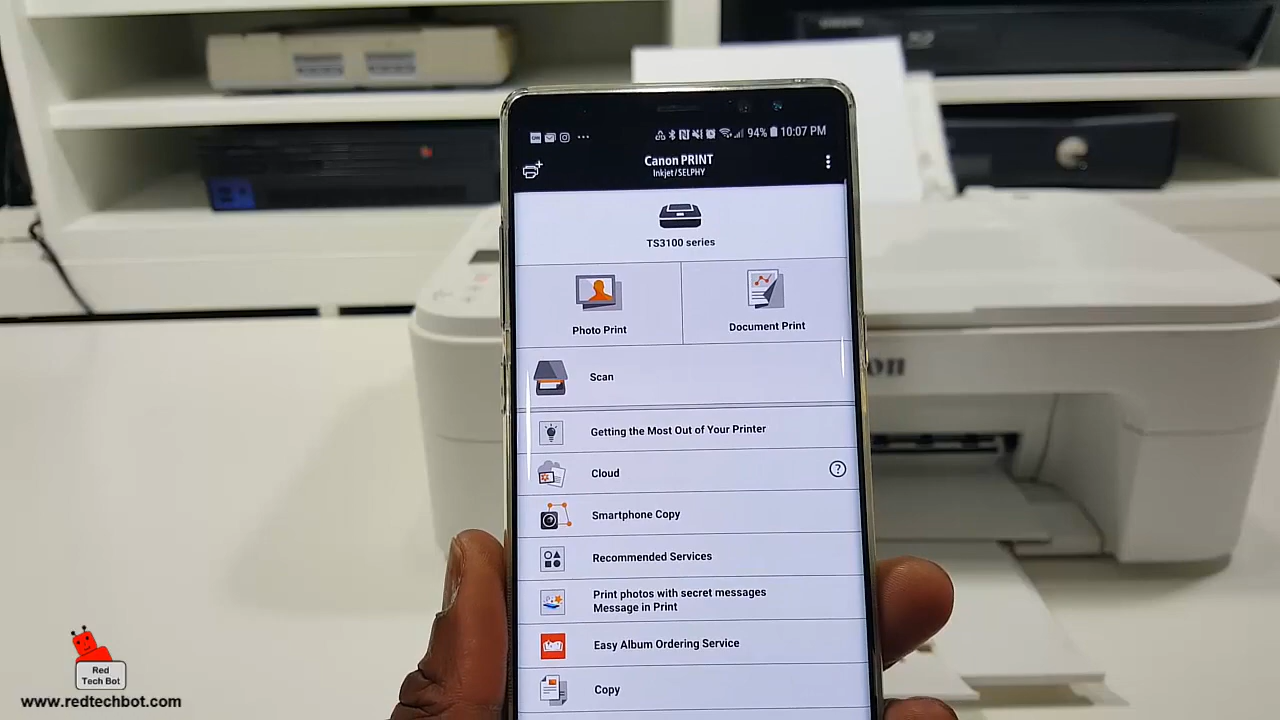 94% 10:07 PM
Canon PRINT
Inkjet/SELPHY
TS3100 series
Photo Print
Document Print
Scan
Getting the Most Out of Your Printer
Cloud
?
Smartphone Copy
Recommended Services
Print photos with secret messages
Message in Print
Easy Album Ordering Service
Copy
on
Red
Tech Bot
www.redtechbot.com